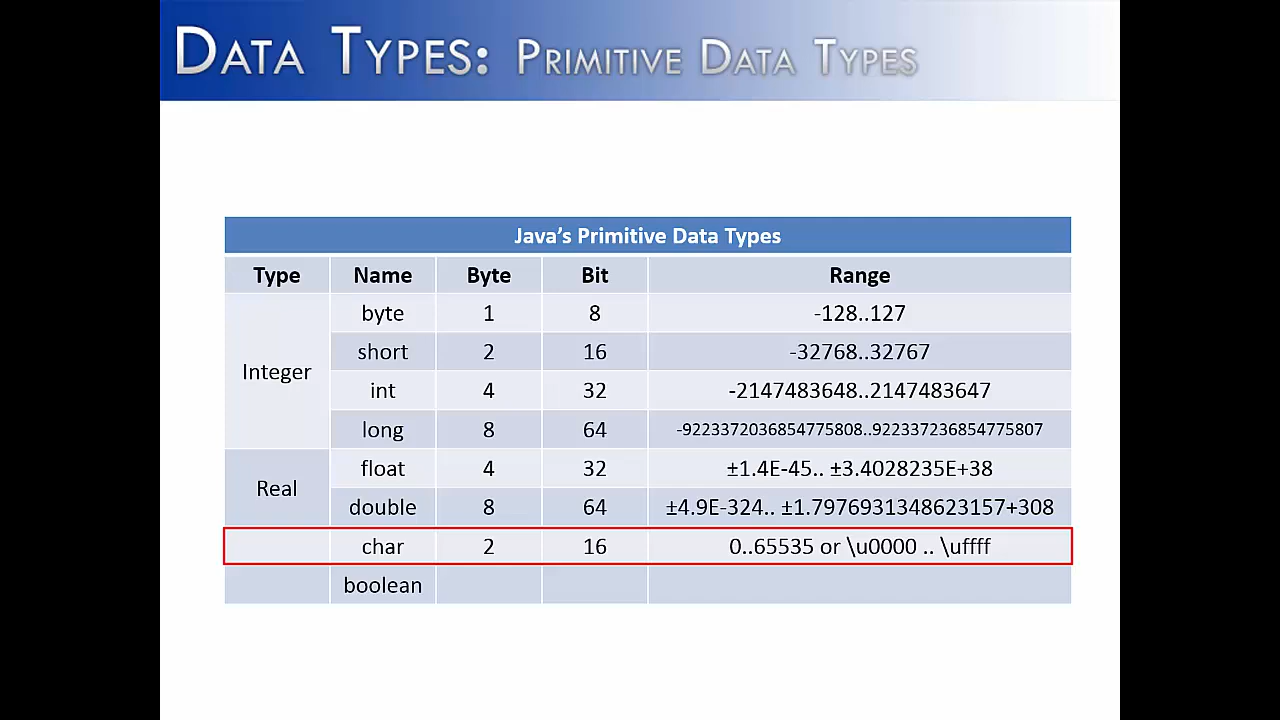 DATA TYPES: PRIMITIVE DATA TYPES
Java's Primitive Data Types
Type Name Byte Bit Range
Integer
byte 1 8 -128..127
short 2 16 -32768..32767
int 4 32 -2147483648..2147483647
long 8 64 -9223372036854775808..922337236854775807
Real
float 4 32 ±1.4E-45.. ±3.4028235E+38
double 8 64 ±4.9E-324.. ±1.7976931348623157+308
char 2 16 0..65535 or \u0000 .. \uffff
boolean